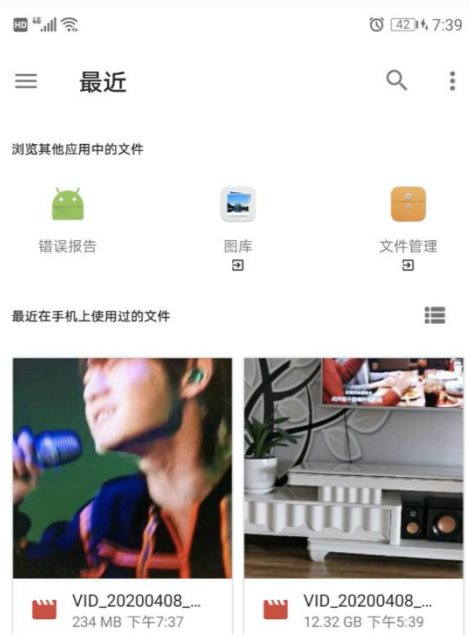 HD 4G 42 7:39
最近
浏览其他应用中的文件
错误报告 图库 文件管理
最近在手机上使用过的文件
VID_20200408_... VID_20200408_...
234 MB 下午7:37 12.32 GB 下午5:39